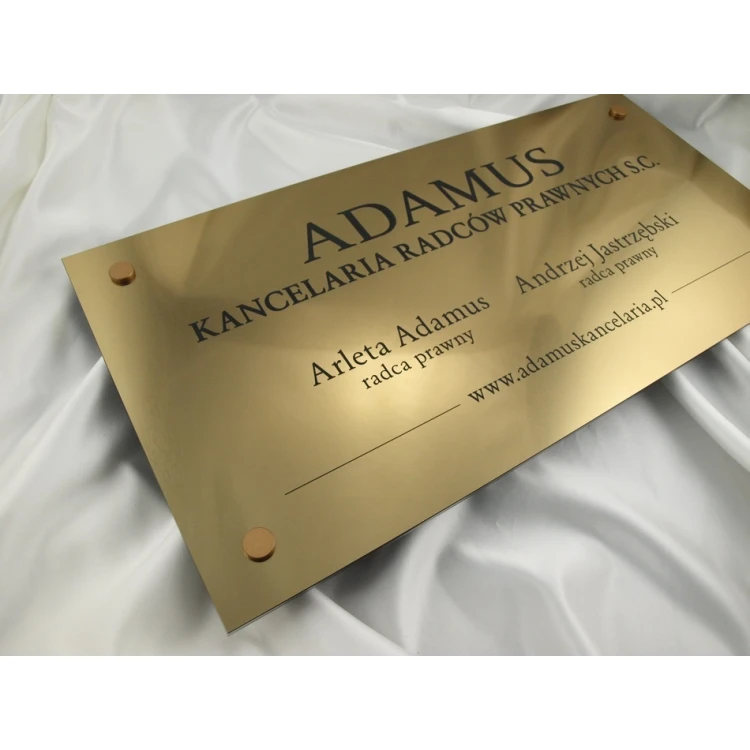 ADAMUS
KANCELARIA RADCÓW PRAWNYCH S.C.
Arleta Adamus
radca prawny
Andrzej Jastrzębski
radca prawny
www.adamuskancelaria.pl